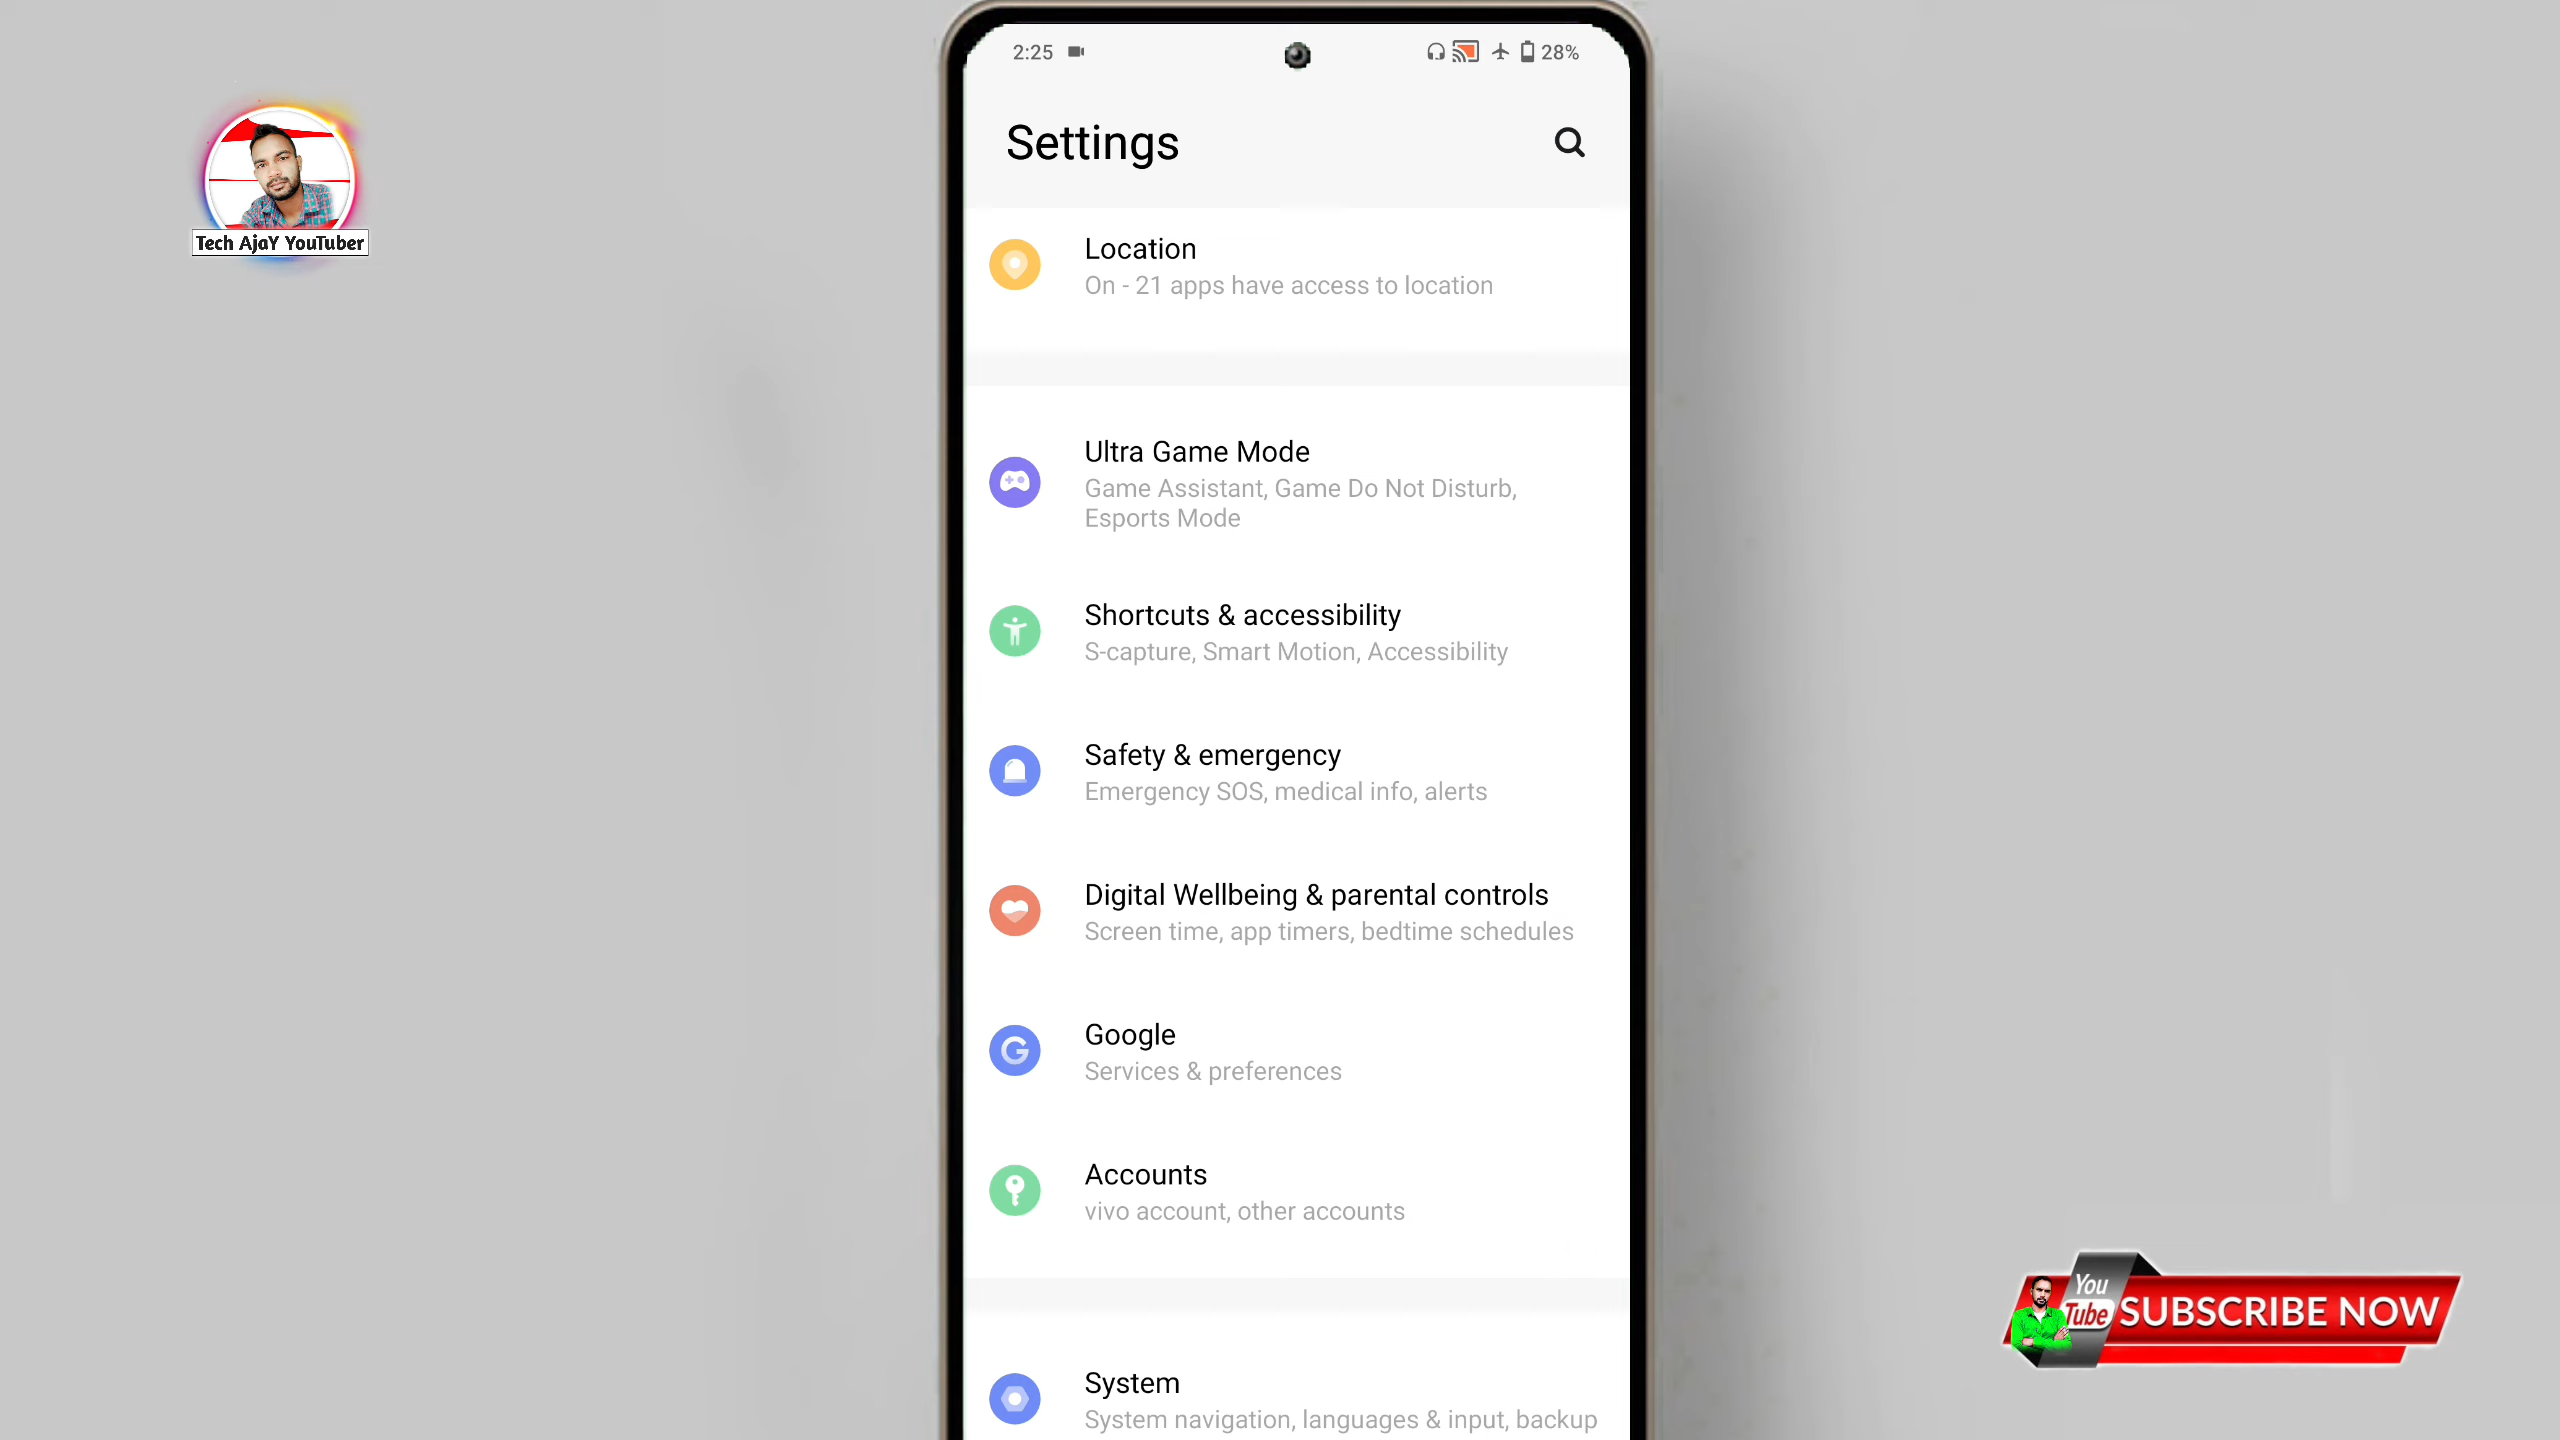 2:25
28%
Settings
Tech AjaY YouTuber
Location
On - 21 apps have access to location
Ultra Game Mode
Game Assistant, Game Do Not Disturb,
Esports Mode
Shortcuts & accessibility
S-capture, Smart Motion, Accessibility
Safety & emergency
Emergency SOS, medical info, alerts
Digital Wellbeing & parental controls
Screen time, app timers, bedtime schedules
Google
Services & preferences
Accounts
vivo account, other accounts
You
Tube
SUBSCRIBE NOW
System
System navigation, languages & input, backup